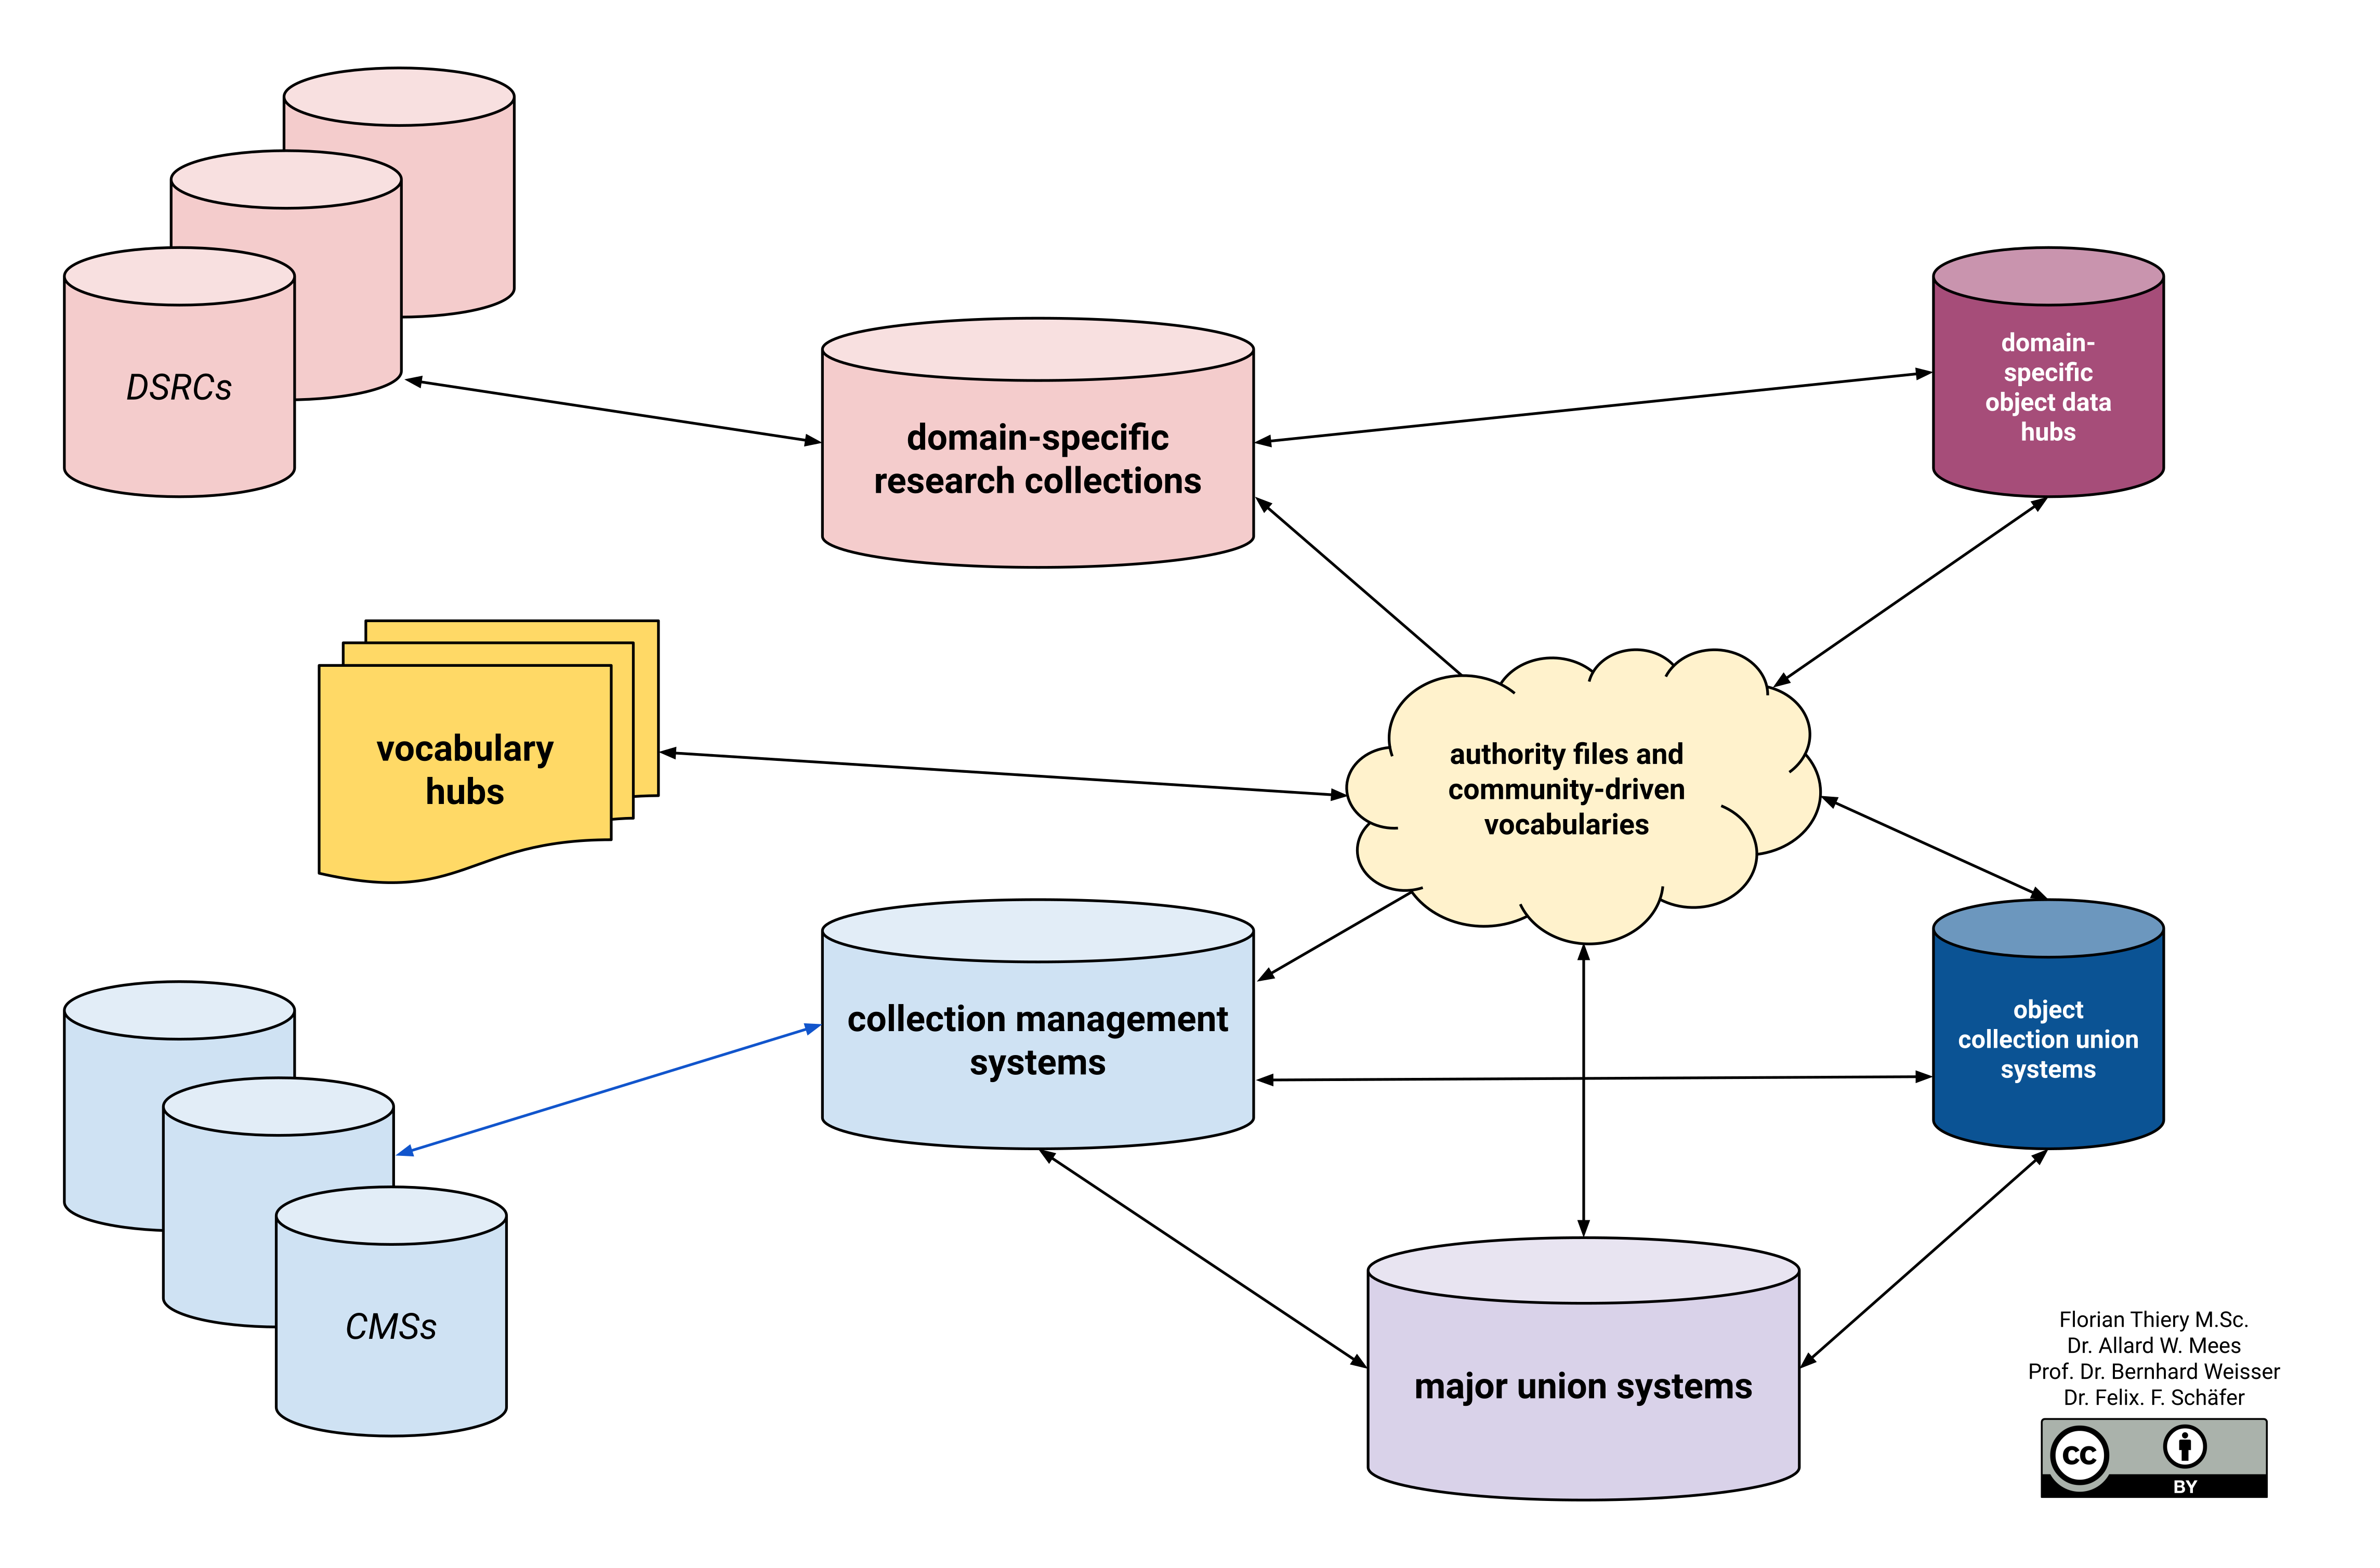 DSRCs
domain-specific
research collections
domain-
specific
object data
hubs
vocabulary
hubs
authority files and
community-driven
vocabularies
collection management
systems
object
collection union
systems
CMSs
major union systems
Florian Thiery M.Sc.
Dr. Allard W. Mees
Prof. Dr. Bernhard Weisser
Dr. Felix. F. Schäfer
cc
BY